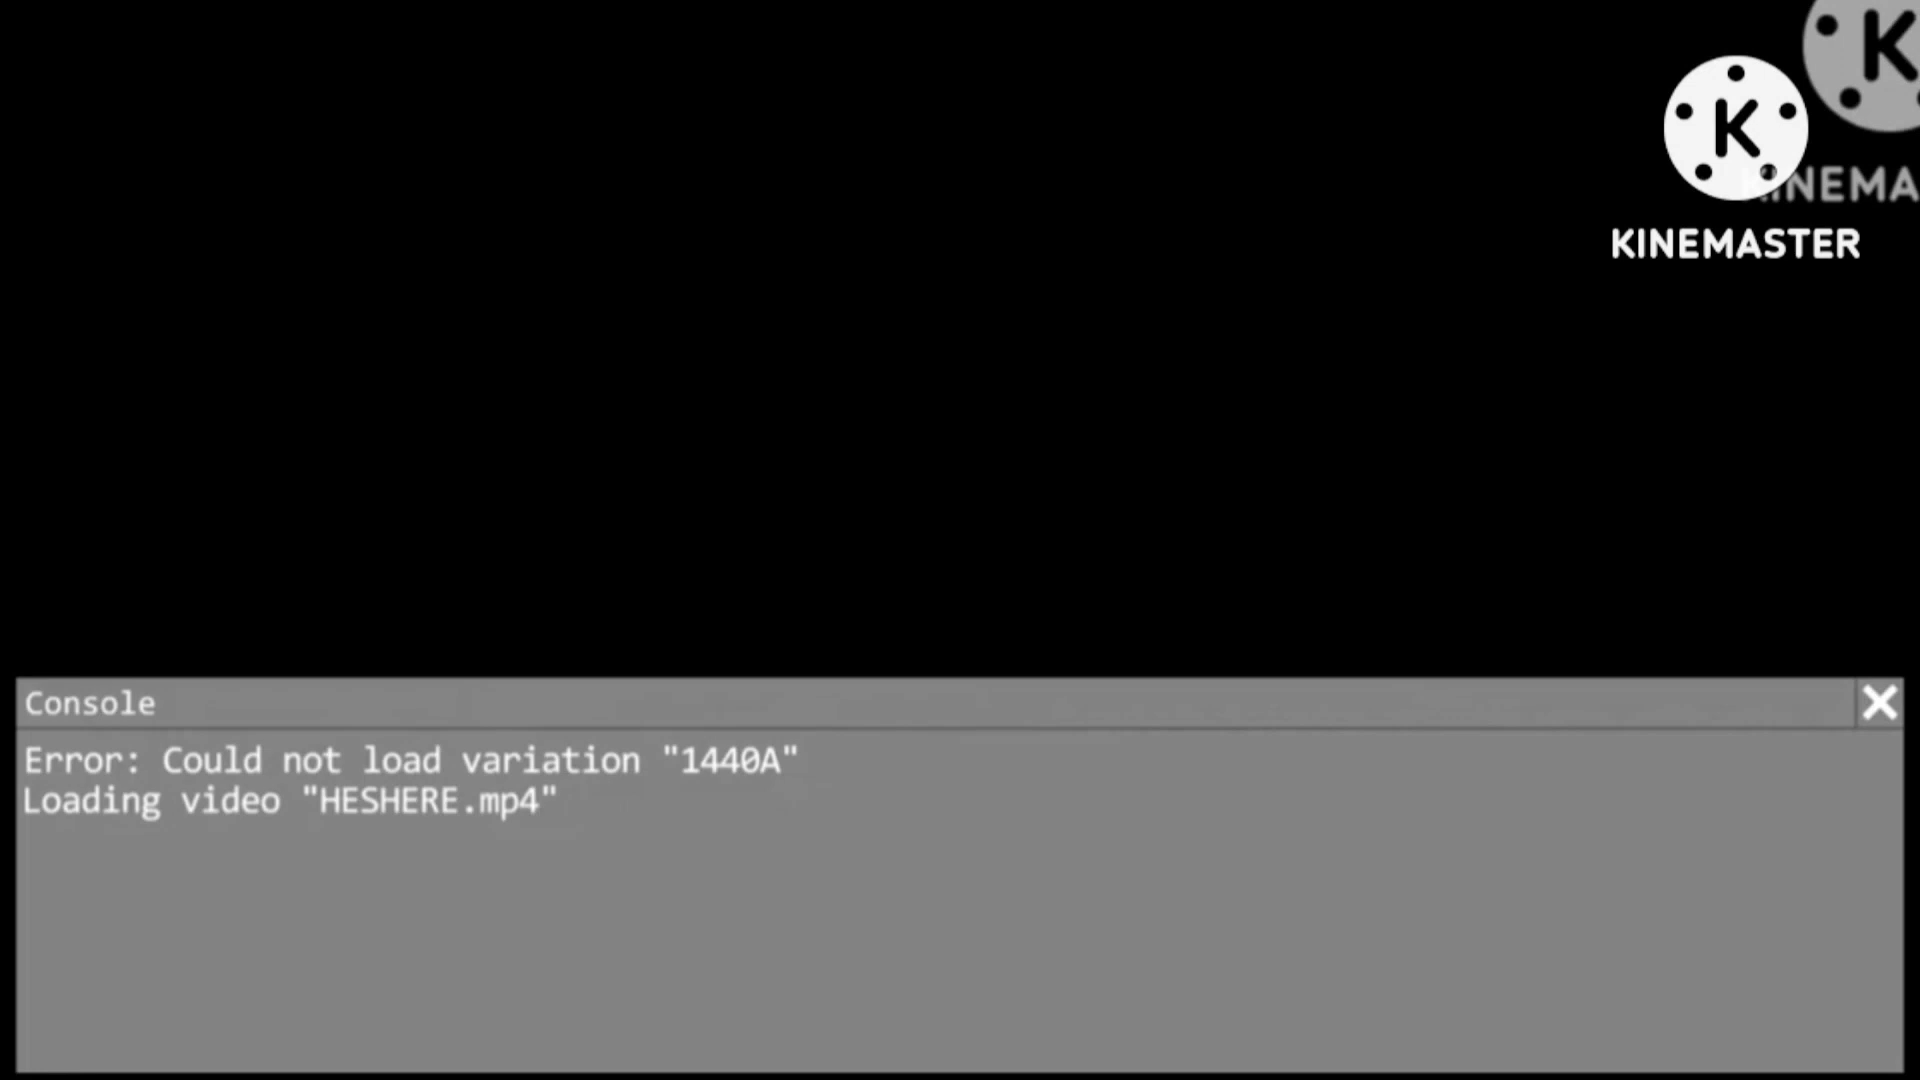 K
K
KINEMA
KINEMASTER
Console
Error: Could not load variation "1440A"
Loading video "HESHERE.mp4"